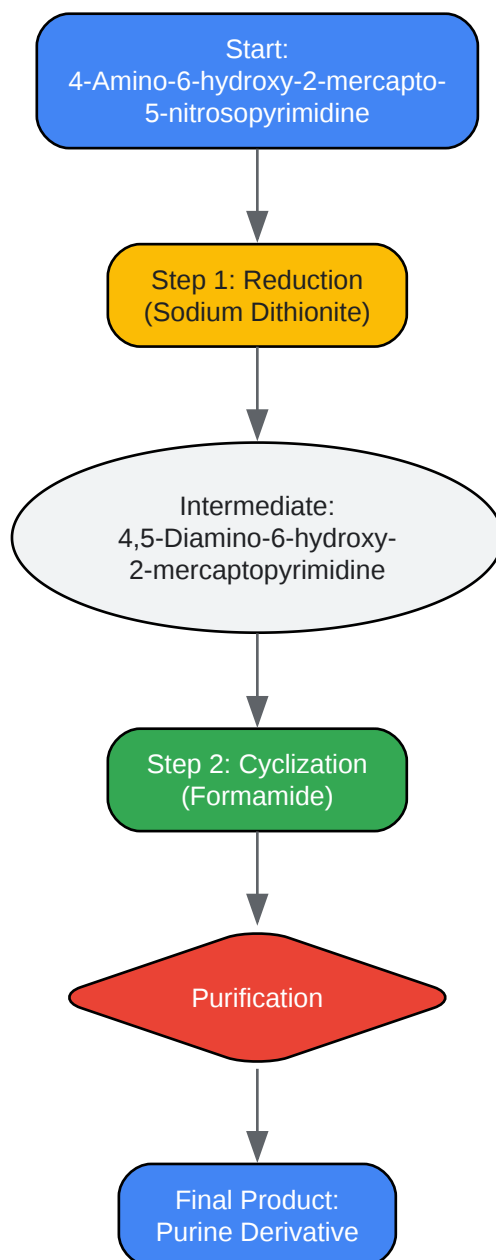 Start:
4-Amino-6-hydroxy-2-mercapto-
5-nitrosopyrimidine
Step 1: Reduction
(Sodium Dithionite)
Intermediate:
4,5-Diamino-6-hydroxy-
2-mercaptopyrimidine
Step 2: Cyclization
(Formamide)
Purification
Final Product:
Purine Derivative